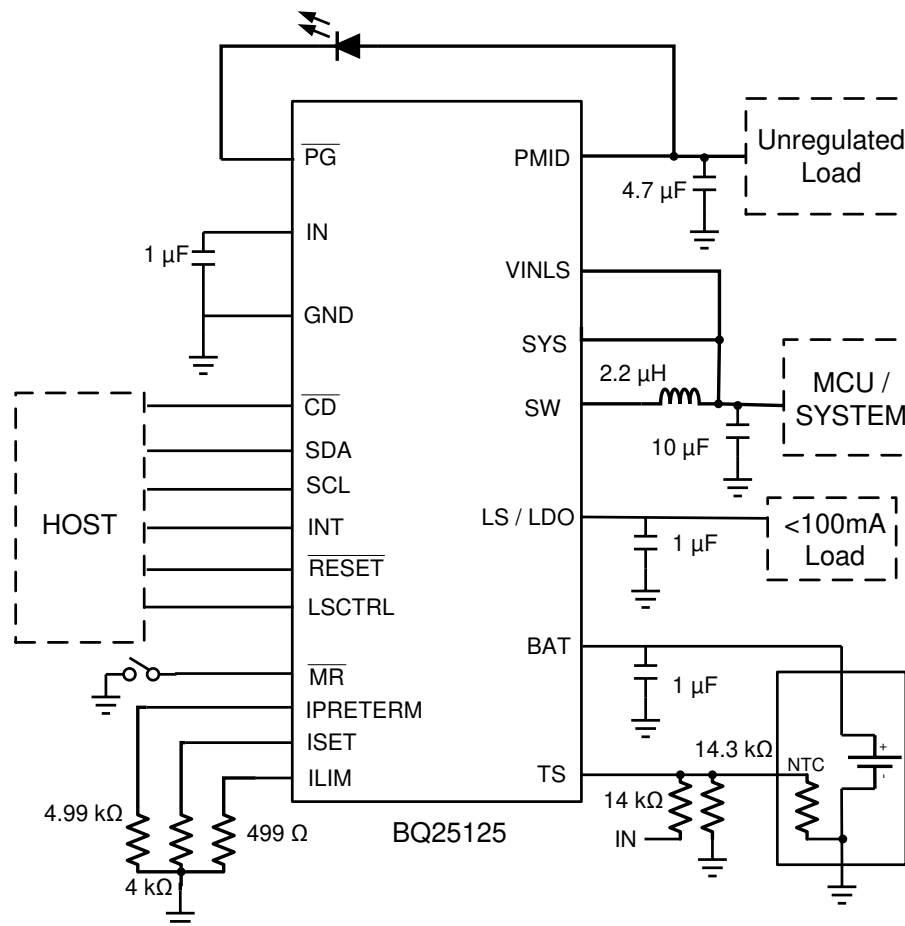 PG
PMID
Unregulated
Load
4.7 µF
IN
1 µF
VINLS
GND
SYS
2.2 µH
MCU /
SYSTEM
CD
SW
10 µF
SDA
SCL
HOST
INT
LS / LDO
<100mA
Load
1 µF
RESET
LSCTRL
BAT
1 µF
MR
IPRETERM
ISET
14.3 kΩ
NTC
+
-
ILIM
TS
14 kΩ
4.99 kΩ
499 Ω
BQ25125
IN
4 kΩ